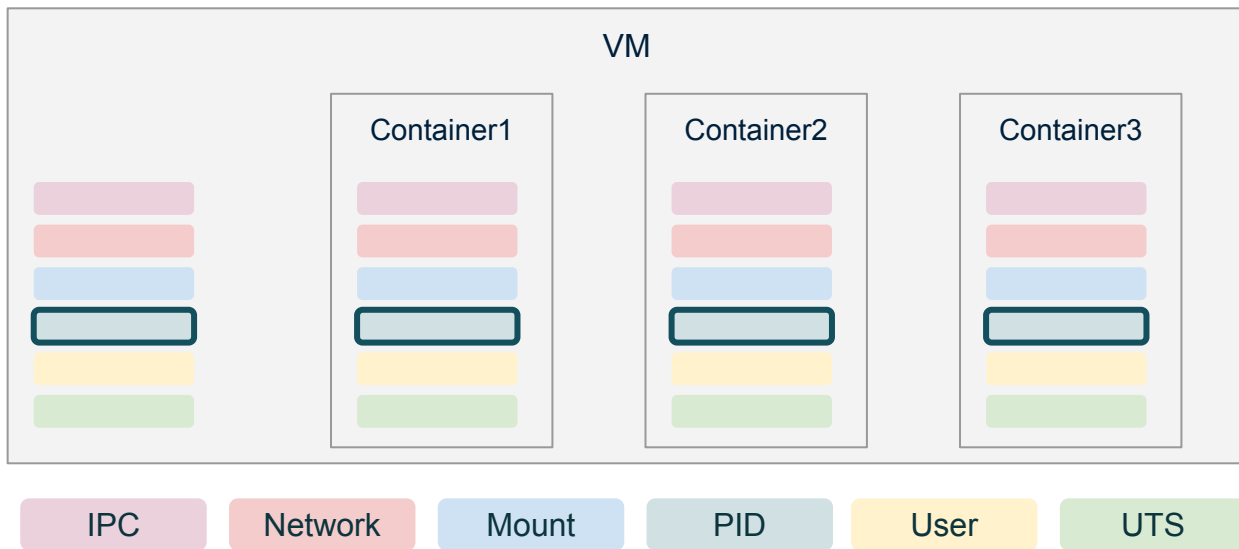 VM
Container1
Container2
Container3
IPC
Network
Mount
PID
User
UTS